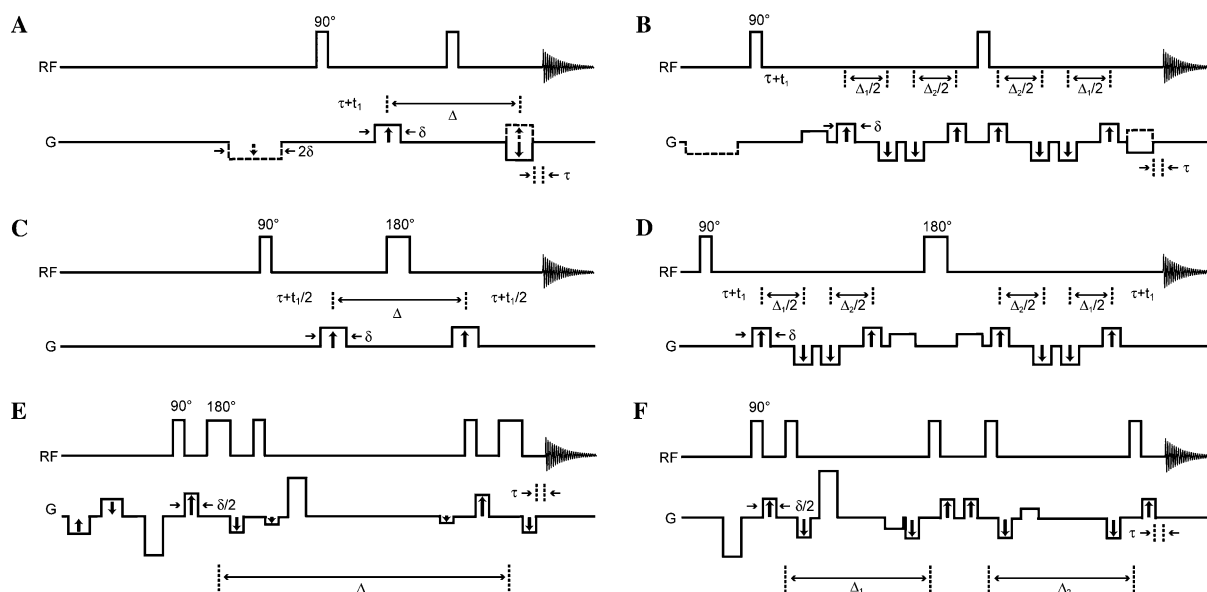 A
90°
RF
τ+t1
Δ
G
δ
2δ
τ
B
90°
RF
τ+t1
Δ1/2
Δ2/2
Δ2/2
Δ1/2
G
δ
τ
C
90°
180°
RF
τ+t1/2
Δ
τ+t1/2
G
δ
D
90°
180°
RF
τ+t1
Δ1/2
Δ2/2
Δ2/2
Δ1/2
τ+t1
G
δ
E
90°
180°
RF
τ
G
δ/2
Δ
F
90°
RF
G
δ/2
τ
Δ1
Δ2